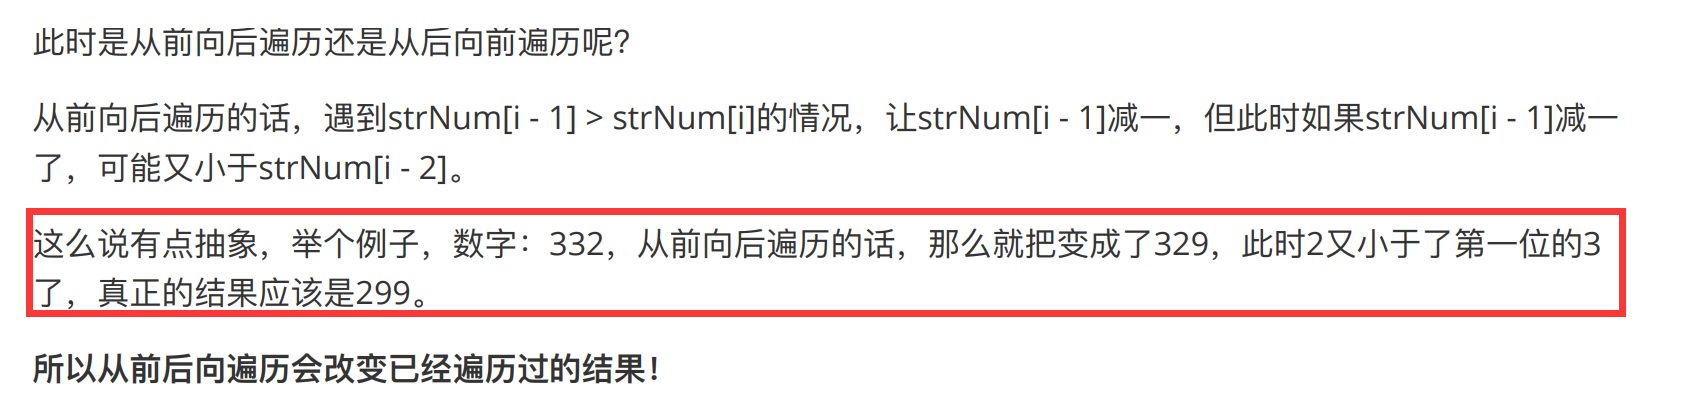 此时是从前向后遍历还是从后向前遍历呢？
从前向后遍历的话，遇到strNum[i - 1] > strNum[i]的情况，让strNum[i - 1]减一，但此时如果strNum[i - 1]减一
了，可能又小于strNum[i - 2]。
这么说有点抽象，举个例子，数字：332，从前向后遍历的话，那么就把变成了329，此时2又小于了第一位的3
了，真正的结果应该是299。
所以从前后向遍历会改变已经遍历过的结果！